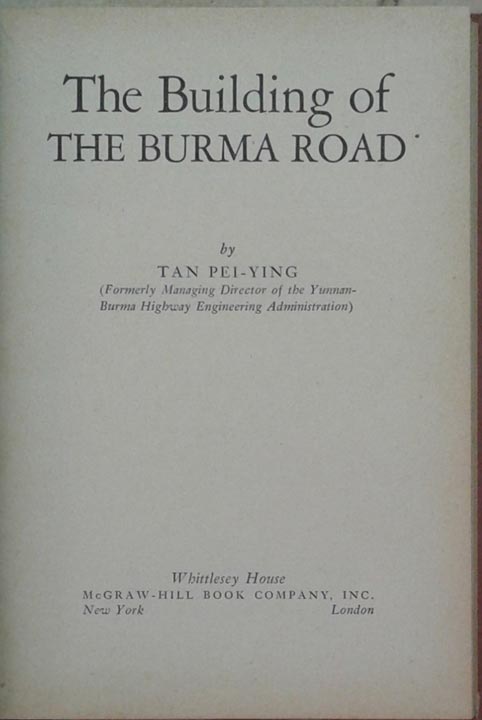 The Building of
THE BURMA ROAD
by
TAN PEI-YING
(Formerly Managing Director of the Yunnan-
Burma Highway Engineering Administration)
Whittlesey House
McGRAW-HILL BOOK COMPANY, INC.
New York London